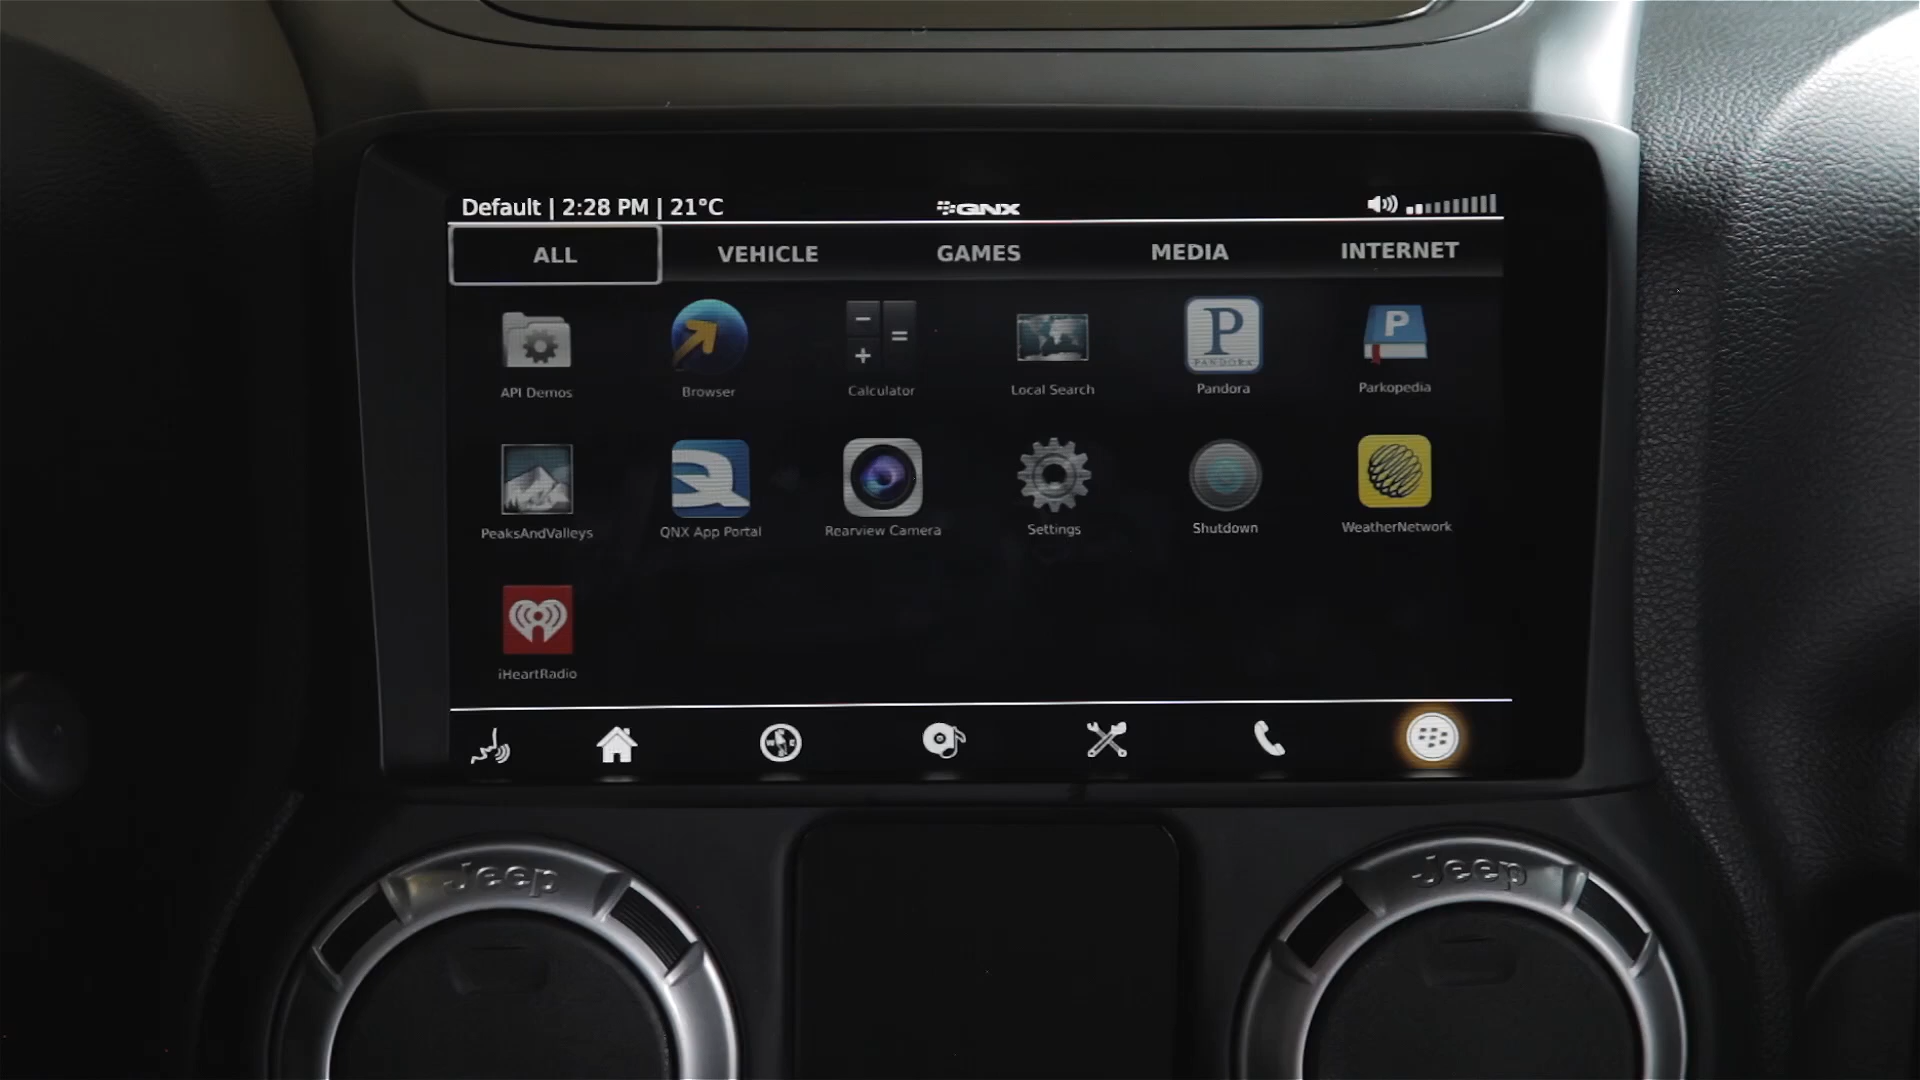 Default | 2:28 PM | 21°C
QNX
ALL VEHICLE GAMES MEDIA INTERNET
API Demos Browser Calculator Local Search Pandora Parkopedia
PeaksAndValleys QNX App Portal Rearview Camera Settings Shutdown WeatherNetwork
iHeartRadio
P
PANDORA
P
Jeep Jeep